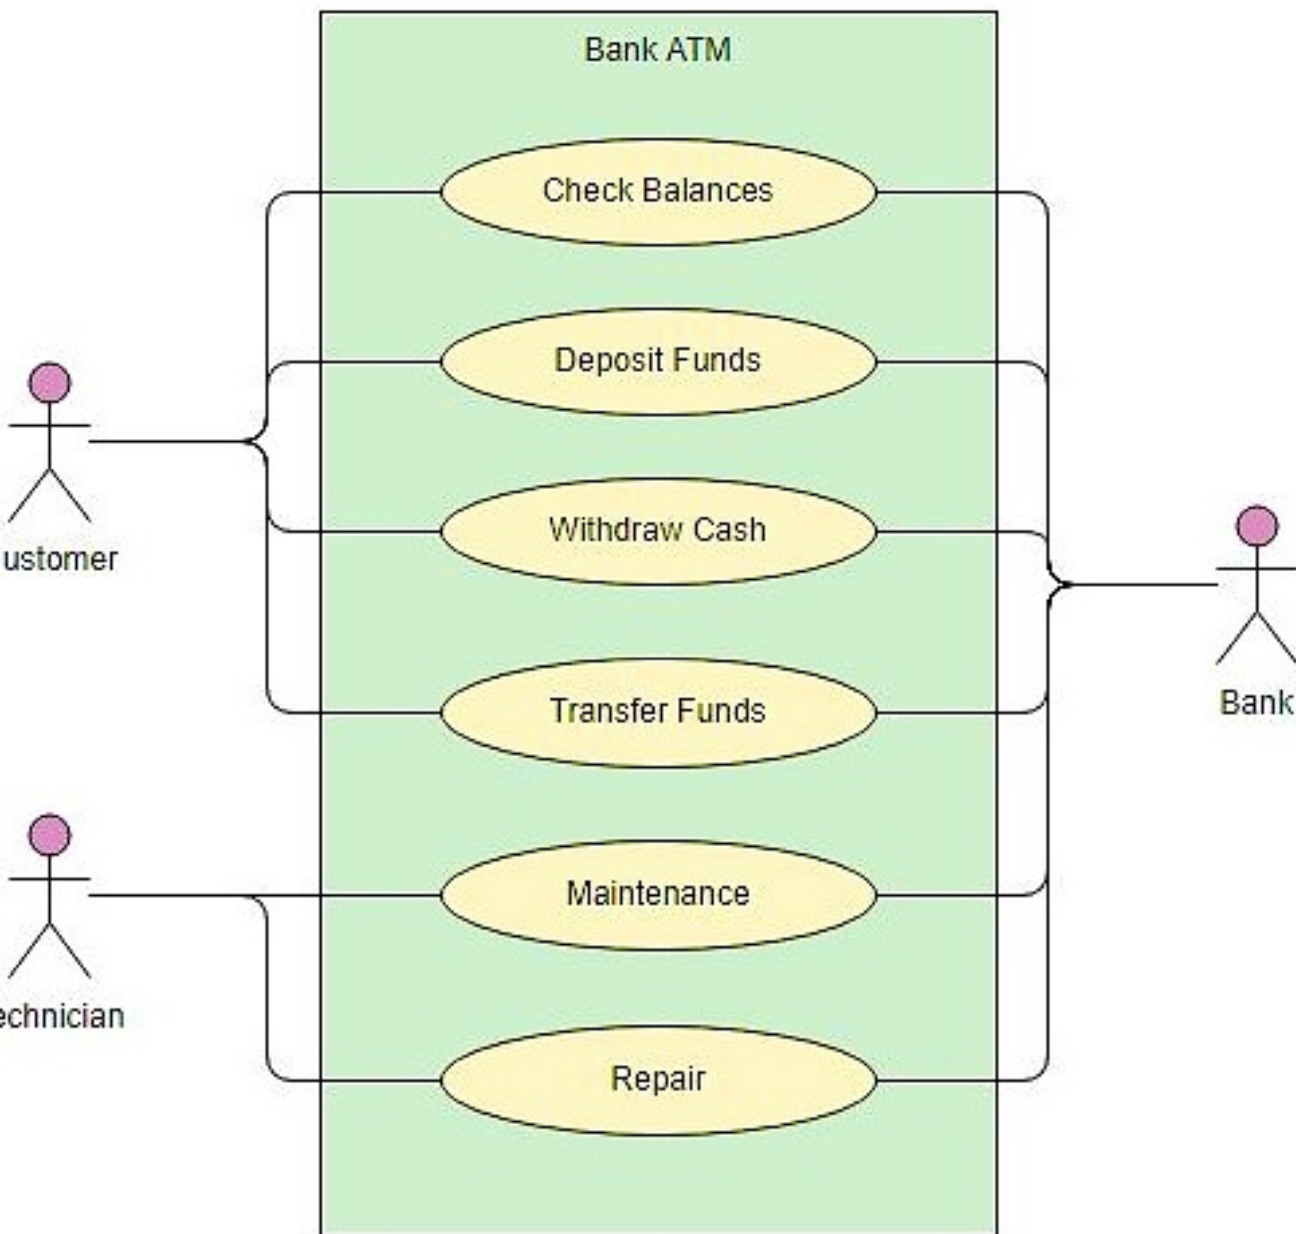 Bank ATM
Check Balances
Deposit Funds
Withdraw Cash
ustomer
Transfer Funds
Bank
Maintenance
echnician
Repair